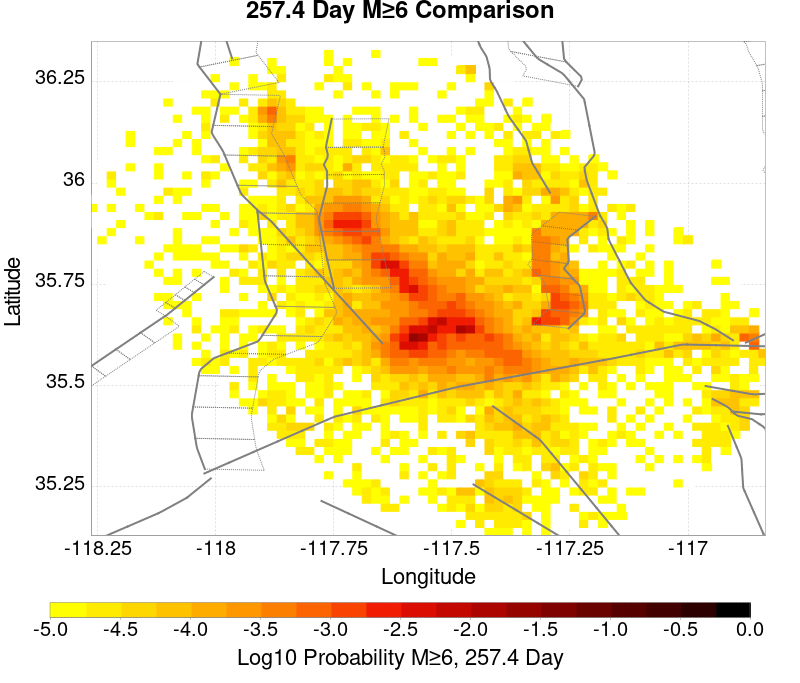 257.4 Day M≥6 Comparison
36.25
36
35.75
35.5
35.25
Latitude
-118.25 -118 -117.75 -117.5 -117.25 -117
Longitude
-5.0 -4.5 -4.0 -3.5 -3.0 -2.5 -2.0 -1.5 -1.0 -0.5 0.0
Log10 Probability M≥6, 257.4 Day